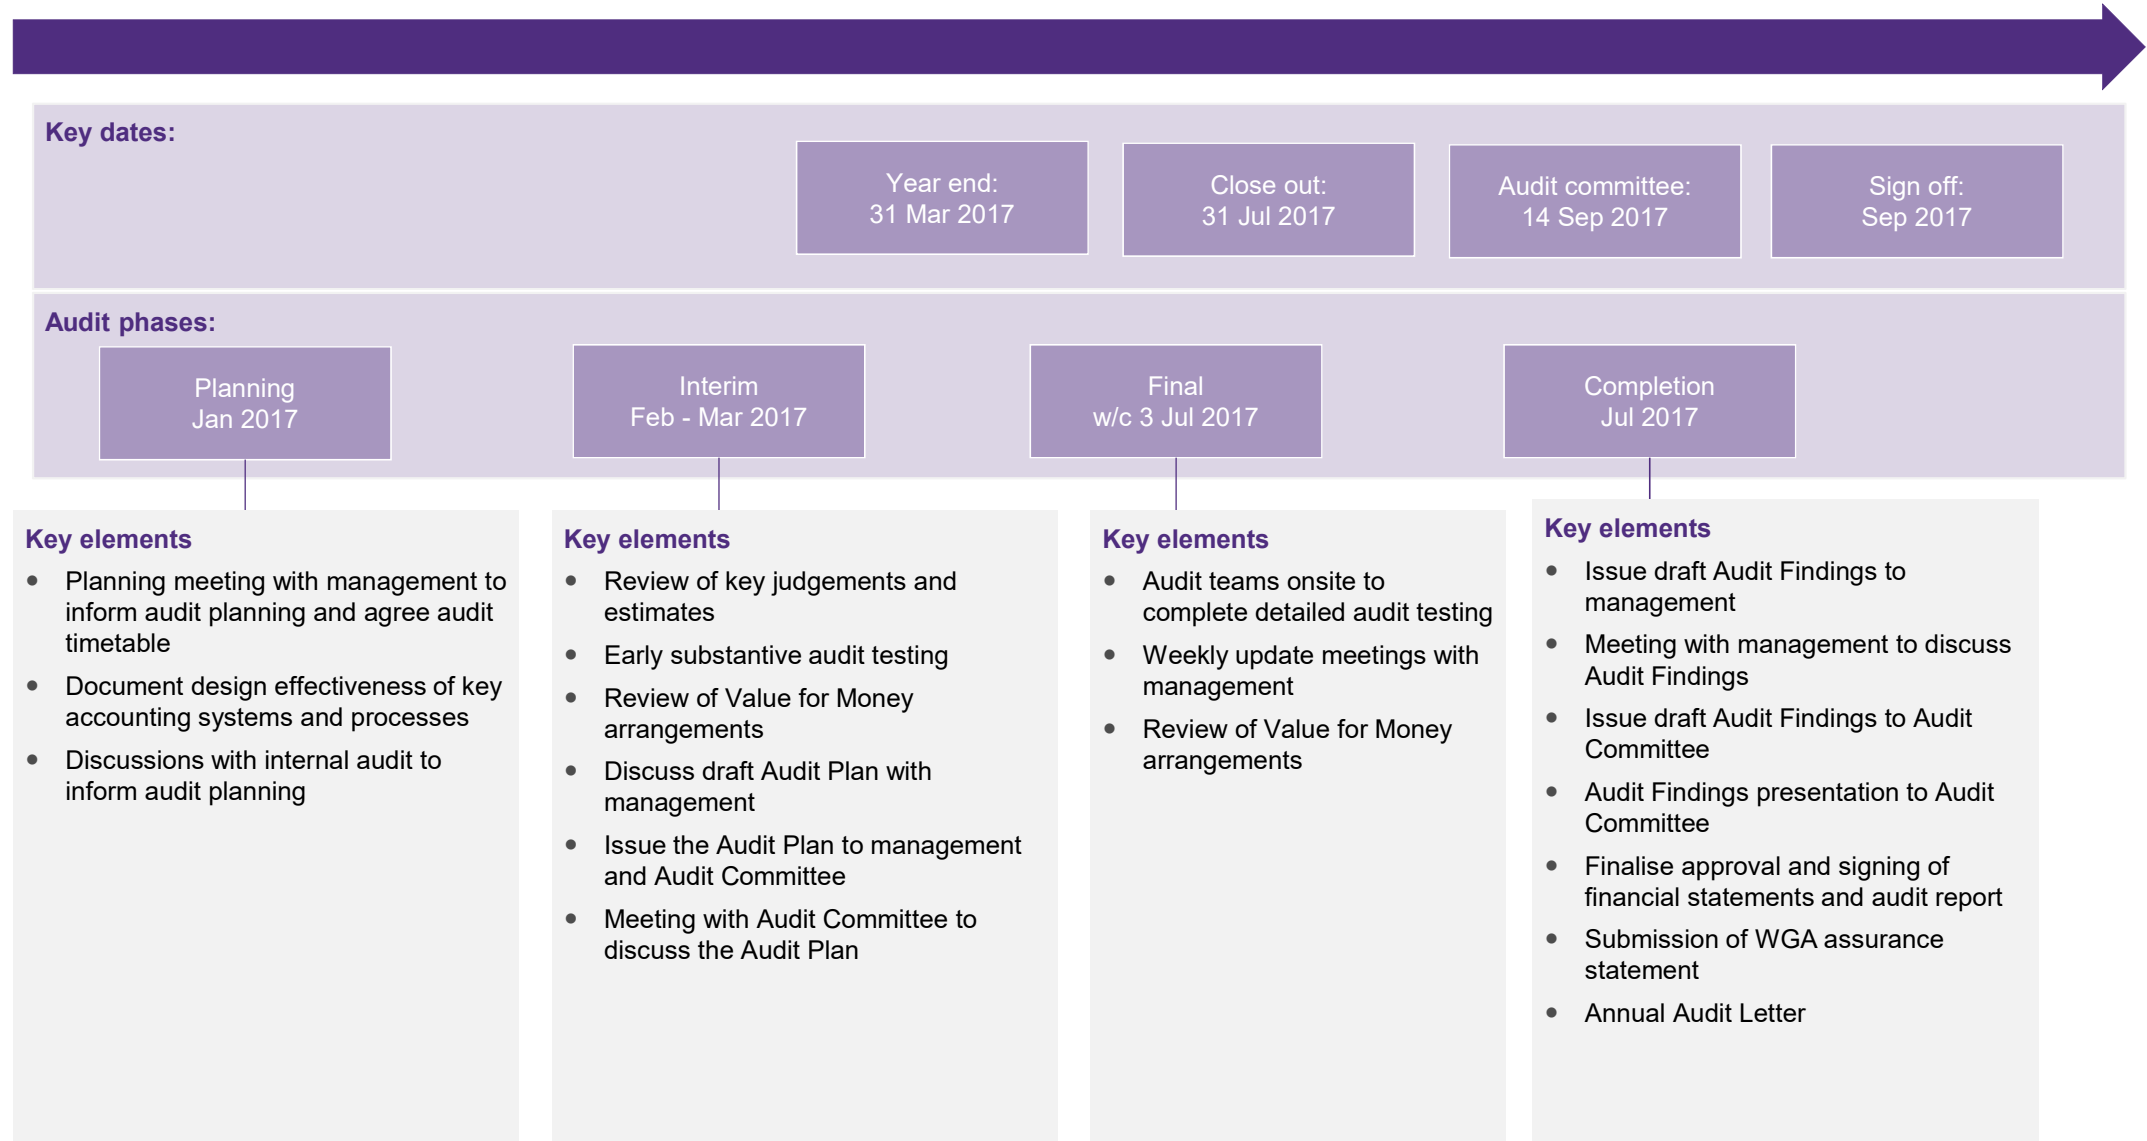 Key dates:
Year end:
31 Mar 2017
Close out:
31 Jul 2017
Audit committee:
14 Sep 2017
Sign off:
Sep 2017
Audit phases:
Planning
Jan 2017
Interim
Feb - Mar 2017
Final
w/c 3 Jul 2017
Completion
Jul 2017
Key elements
• Planning meeting with management to
inform audit planning and agree audit
timetable
• Document design effectiveness of key
accounting systems and processes
• Discussions with internal audit to
inform audit planning
Key elements
• Review of key judgements and
estimates
• Early substantive audit testing
• Review of Value for Money
arrangements
• Discuss draft Audit Plan with
management
• Issue the Audit Plan to management
and Audit Committee
• Meeting with Audit Committee to
discuss the Audit Plan
Key elements
• Audit teams onsite to
complete detailed audit testing
• Weekly update meetings with
management
• Review of Value for Money
arrangements
Key elements
• Issue draft Audit Findings to
management
• Meeting with management to discuss
Audit Findings
• Issue draft Audit Findings to Audit
Committee
• Audit Findings presentation to Audit
Committee
• Finalise approval and signing of
financial statements and audit report
• Submission of WGA assurance
statement
• Annual Audit Letter